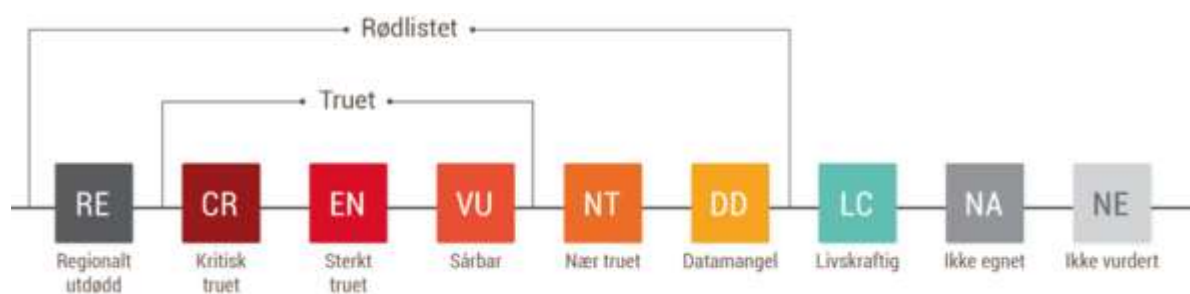 Rødlistet
Truet
RE CR EN VU NT DD LC NA NE
Regionalt Kritisk Sterkt Sårbar Nær truet Datamangel Livskraftig Ikke egnet Ikke vurdert
utdødd truet truet